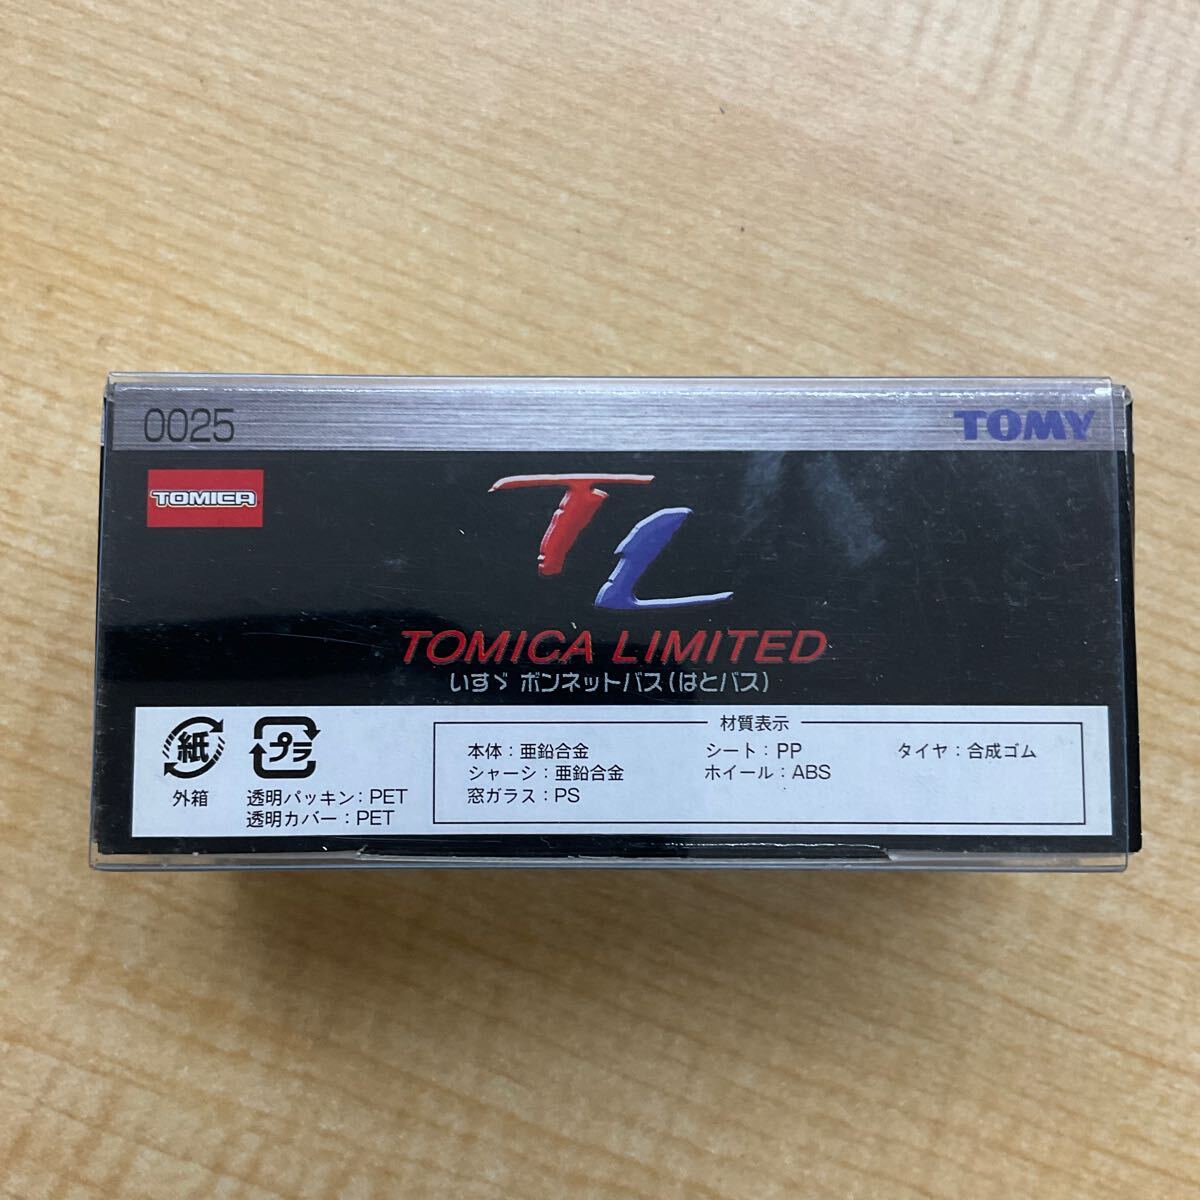 0025
TOMY
TOMICA
TL
TOMICA LIMITED
いすゞ ボンネットバス(はとバス)
紙
外箱
プラ
透明パッキン:PET
透明カバー:PET
材質表示
本体:亜鉛合金
シャーシ:亜鉛合金
窓ガラス:PS
シート:PP
ホイール:ABS
タイヤ:合成ゴム